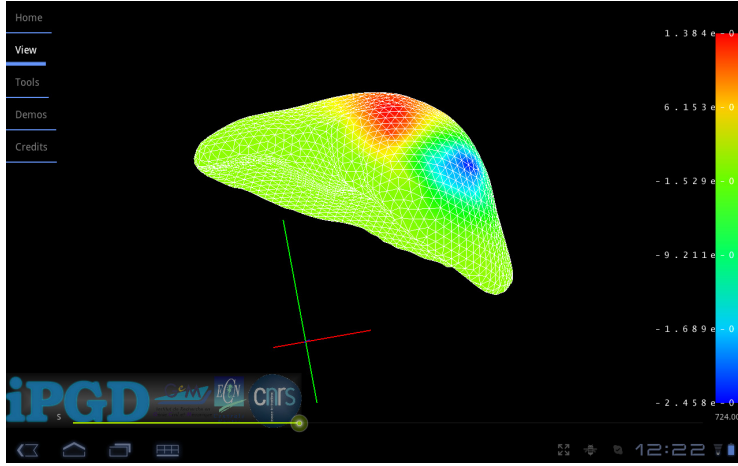 Home
View
Tools
Demos
Credits
1.384e-0
6.153e-0
-1.529e-0
-9.211e-0
-1.689e-0
-2.458e-0
iPGD
ECN
cnrs
s
724.00
12:22